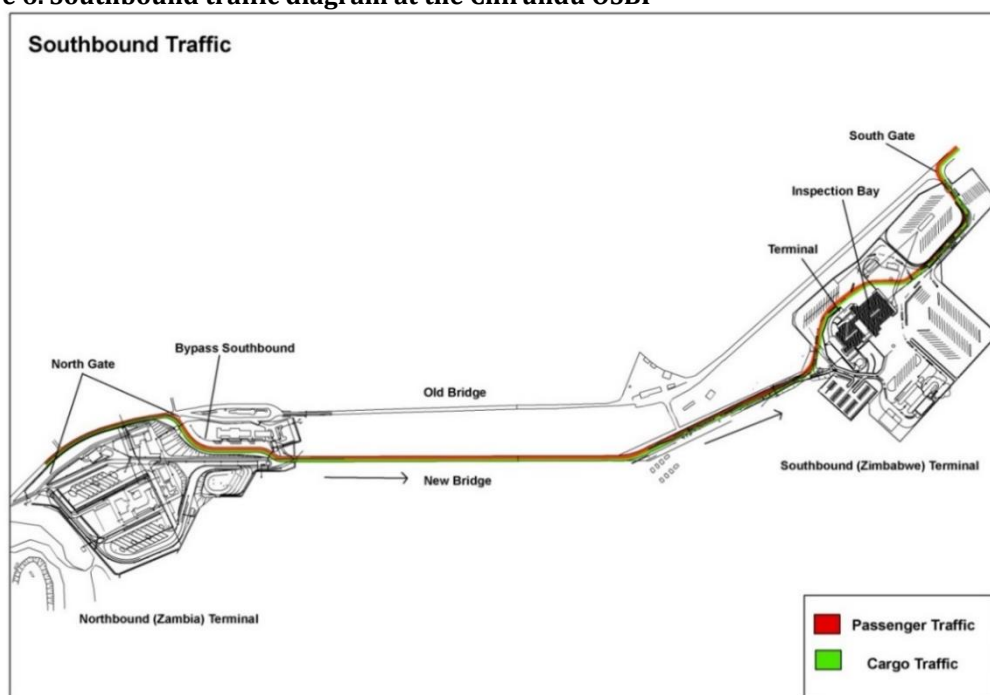 Southbound Traffic
South Gate
Inspection Bay
Terminal
Bypass Southbound
North Gate
Old Bridge
New Bridge
Southbound (Zimbabwe) Terminal
Northbound (Zambia) Terminal
Passenger Traffic
Cargo Traffic